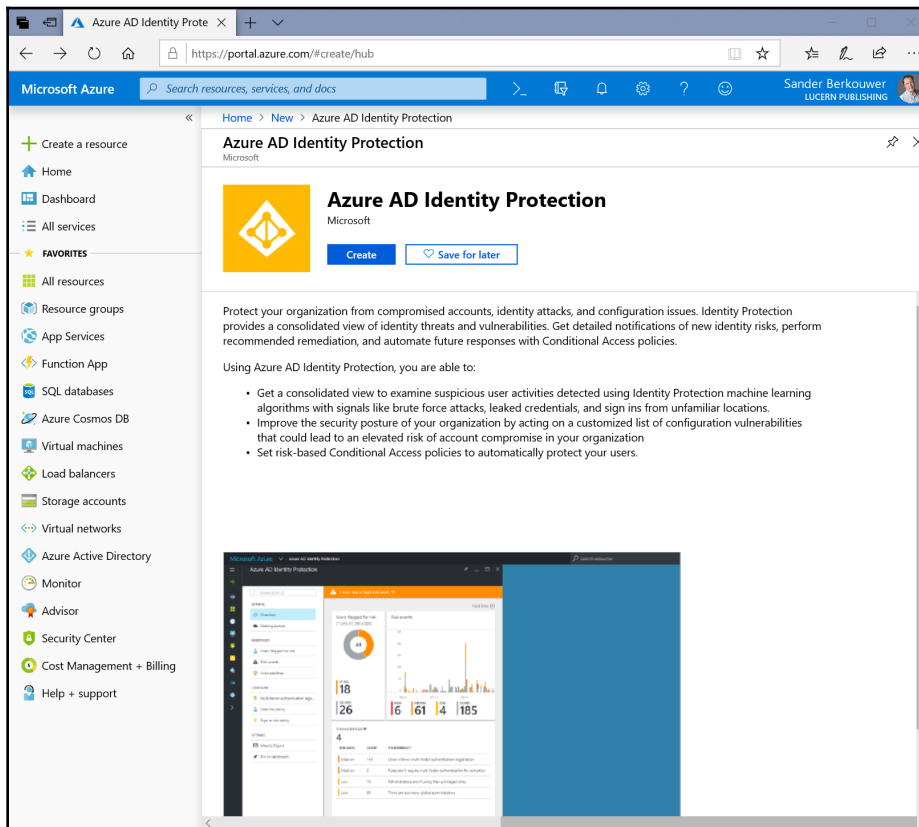 Azure AD Identity Prote
https://portal.azure.com/#create/hub
Microsoft Azure
Search resources, services, and docs
Sander Berkouwer
LUCERN PUBLISHING
Home > New > Azure AD Identity Protection
Create a resource
Home
Dashboard
All services
FAVORITES
All resources
Resource groups
App Services
Function App
SQL databases
Azure Cosmos DB
Virtual machines
Load balancers
Storage accounts
Virtual networks
Azure Active Directory
Monitor
Advisor
Security Center
Cost Management + Billing
Help + support
Azure AD Identity Protection
Microsoft
Azure AD Identity Protection
Microsoft
Create
Save for later
Protect your organization from compromised accounts, identity attacks, and configuration issues. Identity Protection
provides a consolidated view of identity threats and vulnerabilities. Get detailed notifications of new identity risks, perform
recommended remediation, and automate future responses with Conditional Access policies.
Using Azure AD Identity Protection, you are able to:
• Get a consolidated view to examine suspicious user activities detected using Identity Protection machine learning
algorithms with signals like brute force attacks, leaked credentials, and sign ins from unfamiliar locations.
• Improve the security posture of your organization by acting on a customized list of configuration vulnerabilities
that could lead to an elevated risk of account compromise in your organization
• Set risk-based Conditional Access policies to automatically protect your users.
Microsoft Azure
Azure AD Identity Protection
Overview
Getting started
Users flagged for risk
Risk events
18
26
6
61
4
185
4